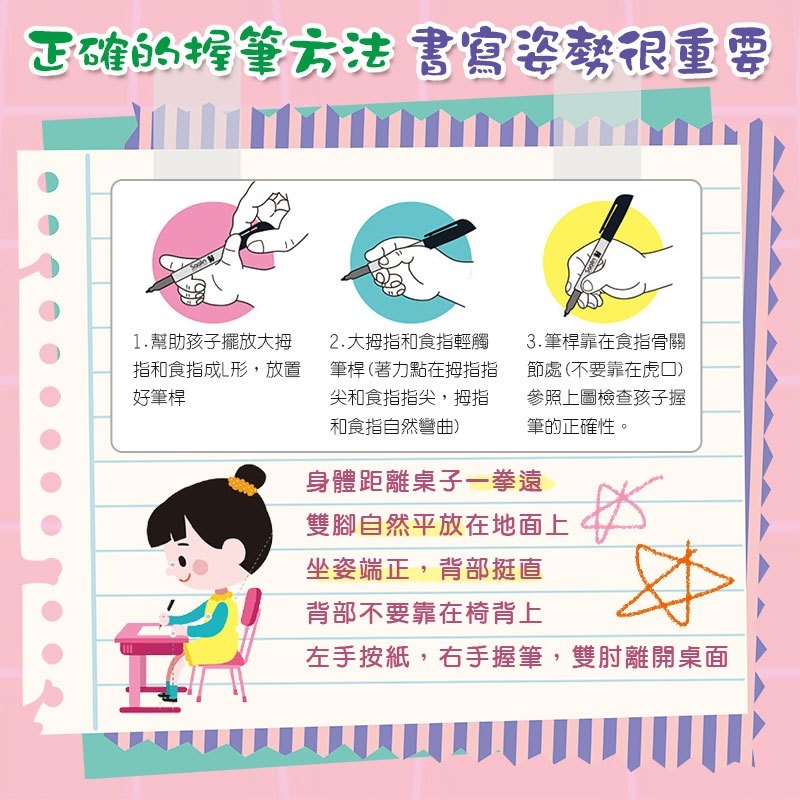 正確的握筆方法 書寫姿勢很重要
1.幫助孩子擺放大拇
指和食指成L形，放置
好筆桿
2.大拇指和食指輕觸
筆桿(著力點在拇指指
尖和食指指尖，拇指
和食指自然彎曲)
3.筆桿靠在食指骨關
節處(不要靠在虎口)
參照上圖檢查孩子握
筆的正確性。
身體距離桌子一拳遠
雙腳自然平放在地面上
坐姿端正，背部挺直
背部不要靠在椅背上
左手按紙，右手握筆，雙肘離開桌面